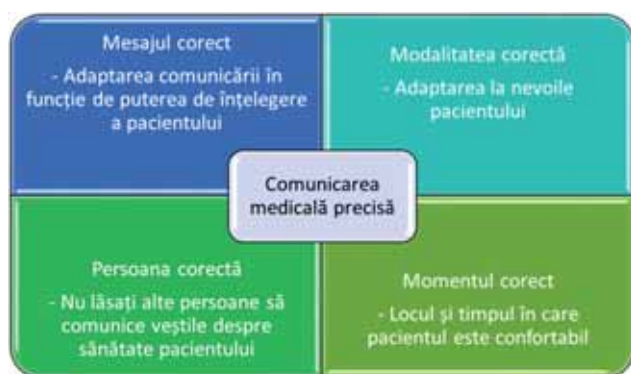 Mesajul corect
- Adaptarea comunicării în
funcție de puterea de înțelegere
a pacientului
Modalitatea corectă
- Adaptarea la nevoile
pacientului
Comunicarea
medicală precisă
Persoana corectă
- Nu lăsați alte persoane să
comunice veștile despre
sănătate pacientului
Momentul corect
- Locul și timpul în care
pacientul este confortabil